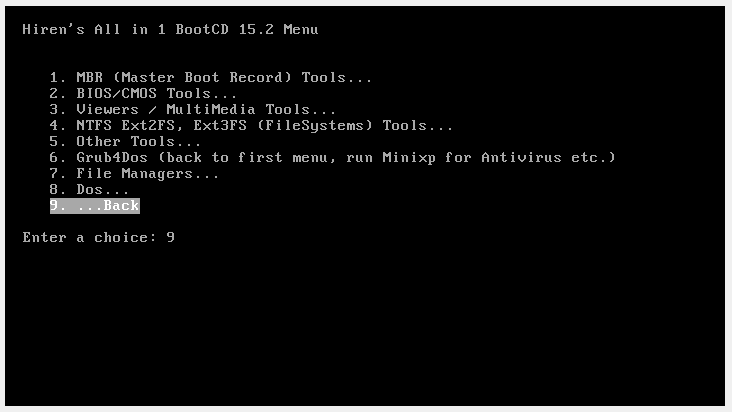 Hiren's All in 1 BootCD 15.2 Menu
1. MBR (Master Boot Record) Tools...
2. BIOS/CMOS Tools...
3. Viewers / MultiMedia Tools...
4. NTFS Ext2FS, Ext3FS (FileSystems) Tools...
5. Other Tools...
6. Grub4Dos (back to first menu, run Minixp for Antivirus etc.)
7. File Managers...
8. Dos...
9. ...Back
Enter a choice: 9